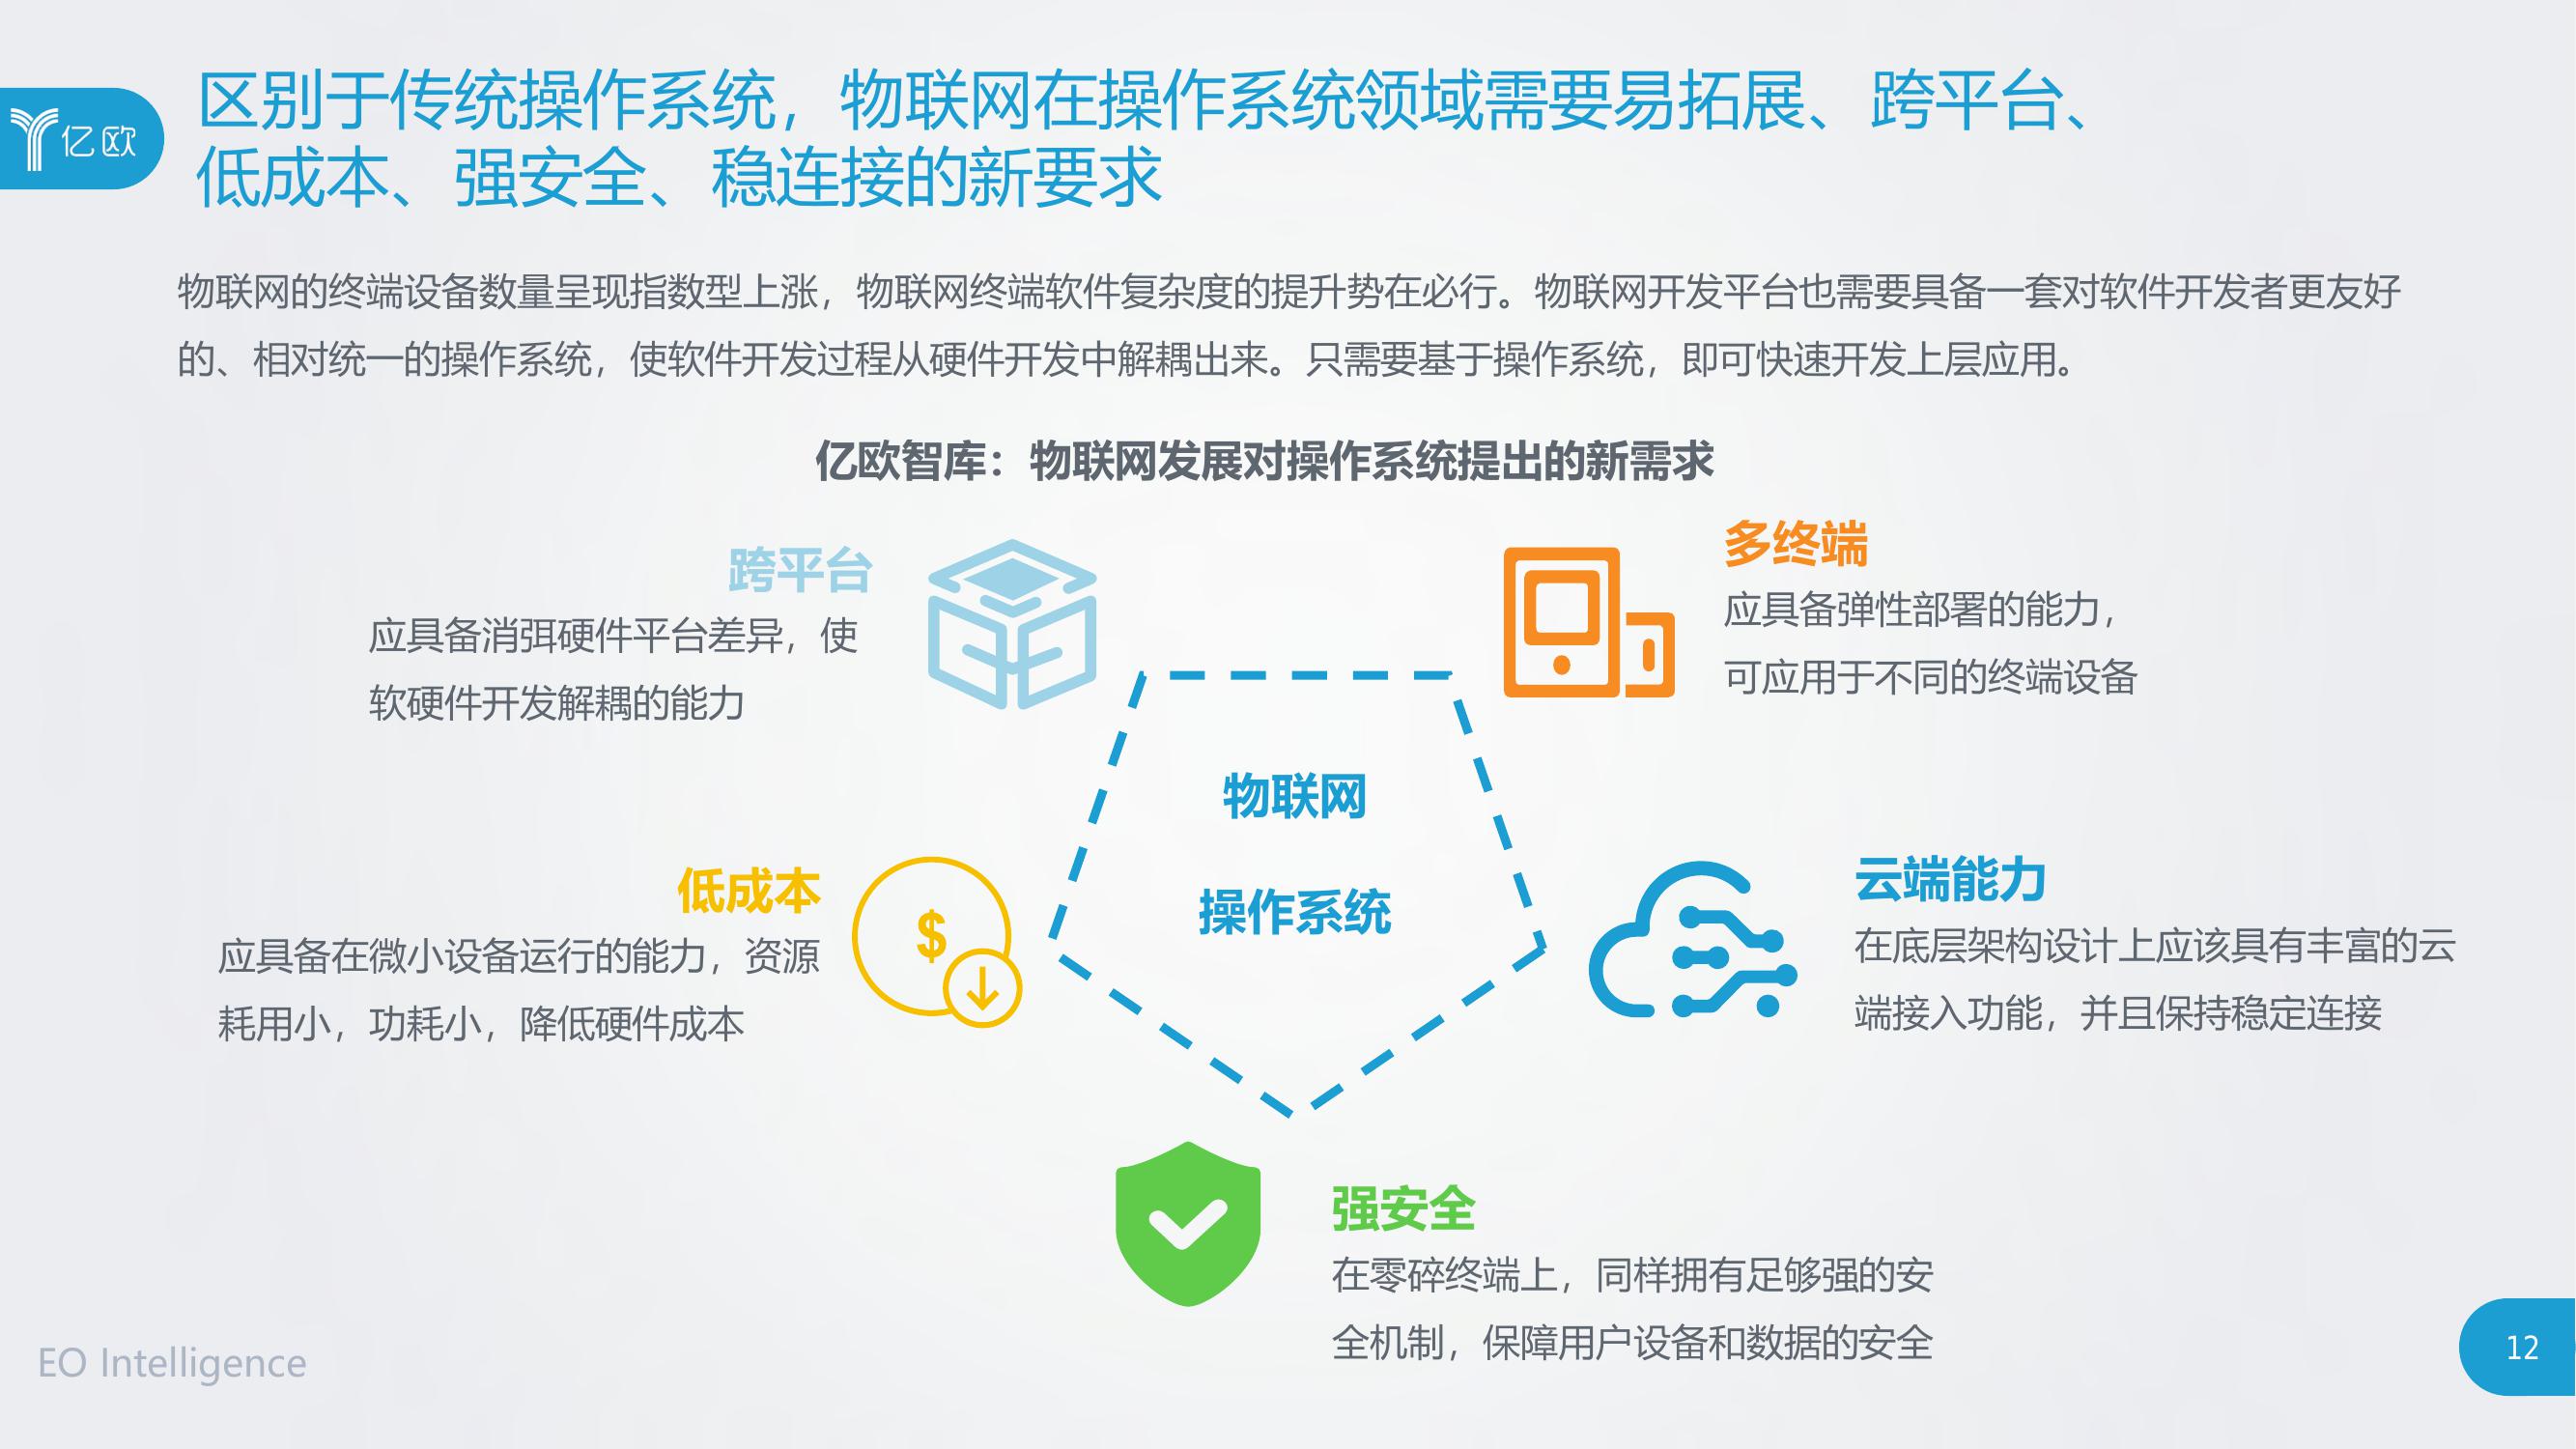 亿欧
区别于传统操作系统，物联网在操作系统领域需要易拓展、跨平台、
低成本、强安全、稳连接的新要求
物联网的终端设备数量呈现指数型上涨，物联网终端软件复杂度的提升势在必行。物联网开发平台也需要具备一套对软件开发者更友好
的、相对统一的操作系统，使软件开发过程从硬件开发中解耦出来。只需要基于操作系统，即可快速开发上层应用。
亿欧智库：物联网发展对操作系统提出的新需求
跨平台
应具备消弭硬件平台差异，使
软硬件开发解耦的能力
多终端
应具备弹性部署的能力，
可应用于不同的终端设备
物联网
操作系统
低成本
应具备在微小设备运行的能力，资源
耗用小，功耗小，降低硬件成本
$
云端能力
在底层架构设计上应该具有丰富的云
端接入功能，并且保持稳定连接
强安全
在零碎终端上，同样拥有足够强的安
全机制，保障用户设备和数据的安全
EO Intelligence
12